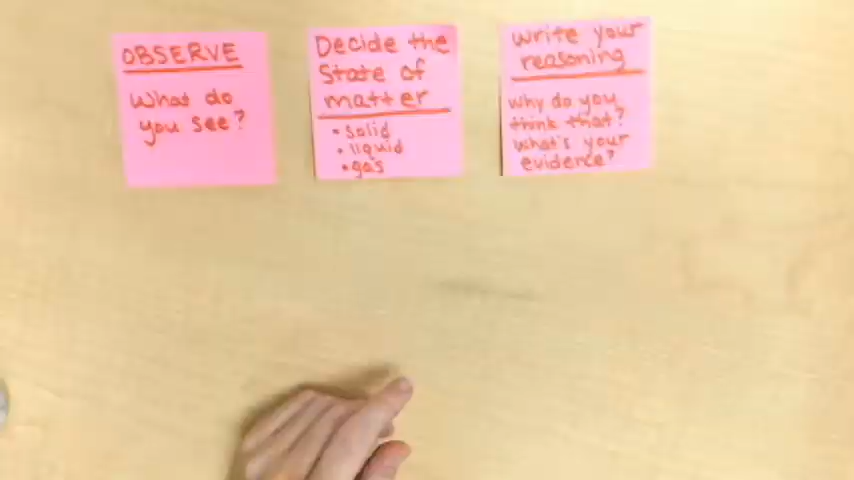 OBSERVE
What do
you see?
Decide the
State of
matter
• solid
• liquid
• gas
Write your
reasoning
Why do you
think that?
What's your
evidence?